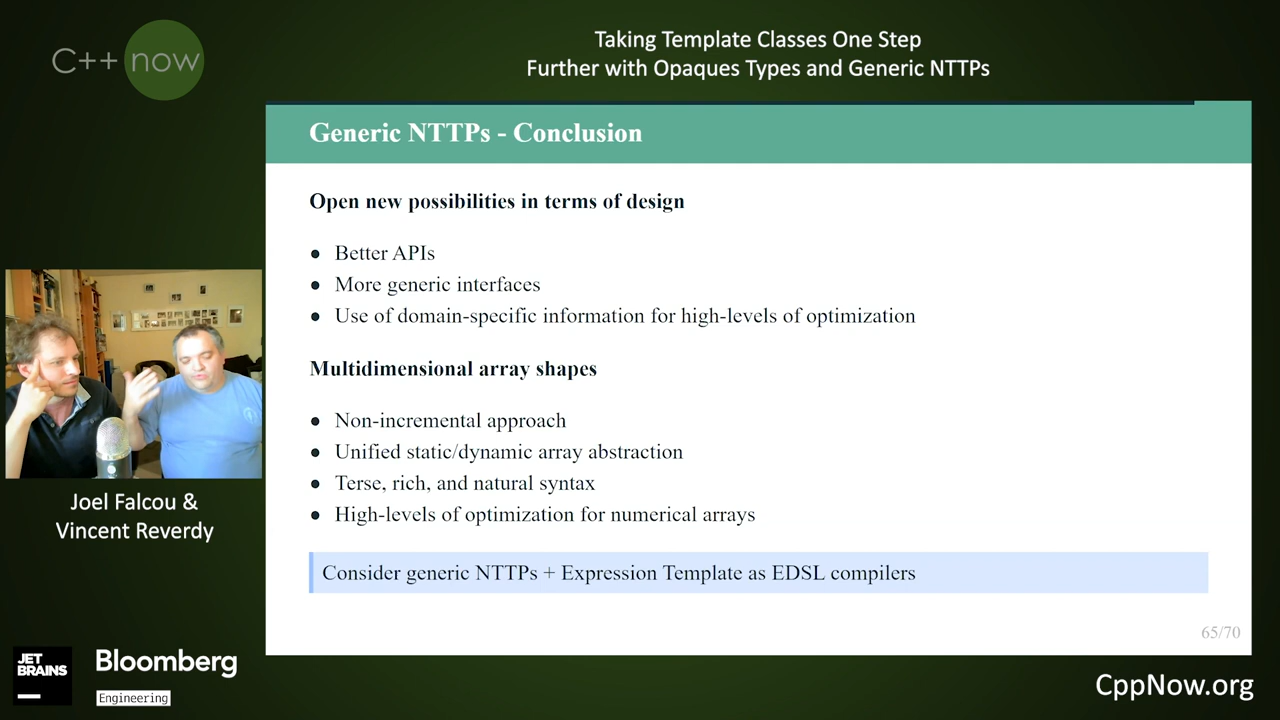 C++ now
Taking Template Classes One Step
Further with Opaques Types and Generic NTTPs
Generic NTTPs - Conclusion
Open new possibilities in terms of design
● Better APIs
● More generic interfaces
● Use of domain-specific information for high-levels of optimization
Multidimensional array shapes
● Non-incremental approach
● Unified static/dynamic array abstraction
● Terse, rich, and natural syntax
● High-levels of optimization for numerical arrays
Consider generic NTTPs + Expression Template as EDSL compilers
65/70
Joel Falcou &
Vincent Reverdy
JET
BRAINS
Bloomberg
Engineering
CppNow.org